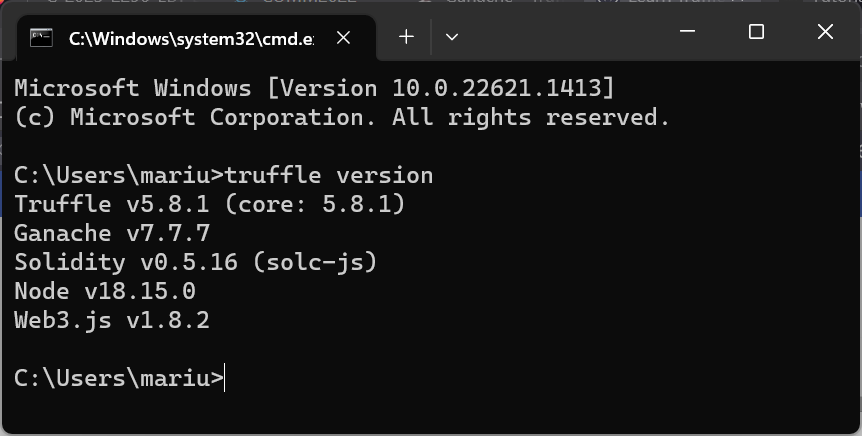 C:\Windows\system32\cmd.e
Microsoft Windows [Version 10.0.22621.1413]
(c) Microsoft Corporation. All rights reserved.
C:\Users\mariu>truffle version
Truffle v5.8.1 (core: 5.8.1)
Ganache v7.7.7
Solidity v0.5.16 (solc-js)
Node v18.15.0
Web3.js v1.8.2
C:\Users\mariu>